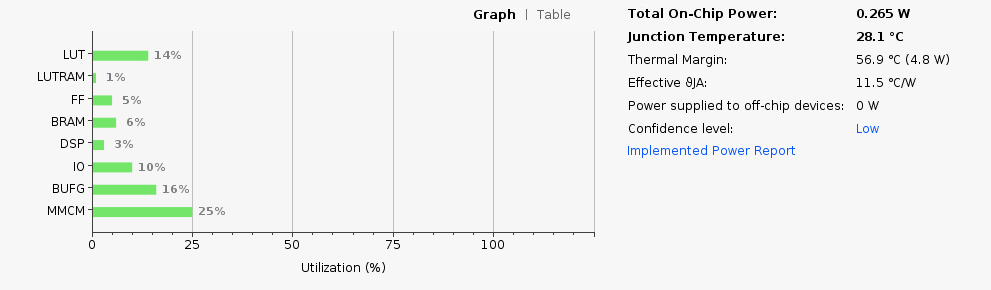 Graph | Table
LUT 14%
LUTRAM 1%
FF 5%
BRAM 6%
DSP 3%
IO 10%
BUFG 16%
MMCM 25%
0 25 50 75 100
Utilization (%)
Total On-Chip Power: 0.265 W
Junction Temperature: 28.1 °C
Thermal Margin: 56.9 °C (4.8 W)
Effective ϑJA: 11.5 °C/W
Power supplied to off-chip devices: 0 W
Confidence level: Low
Implemented Power Report